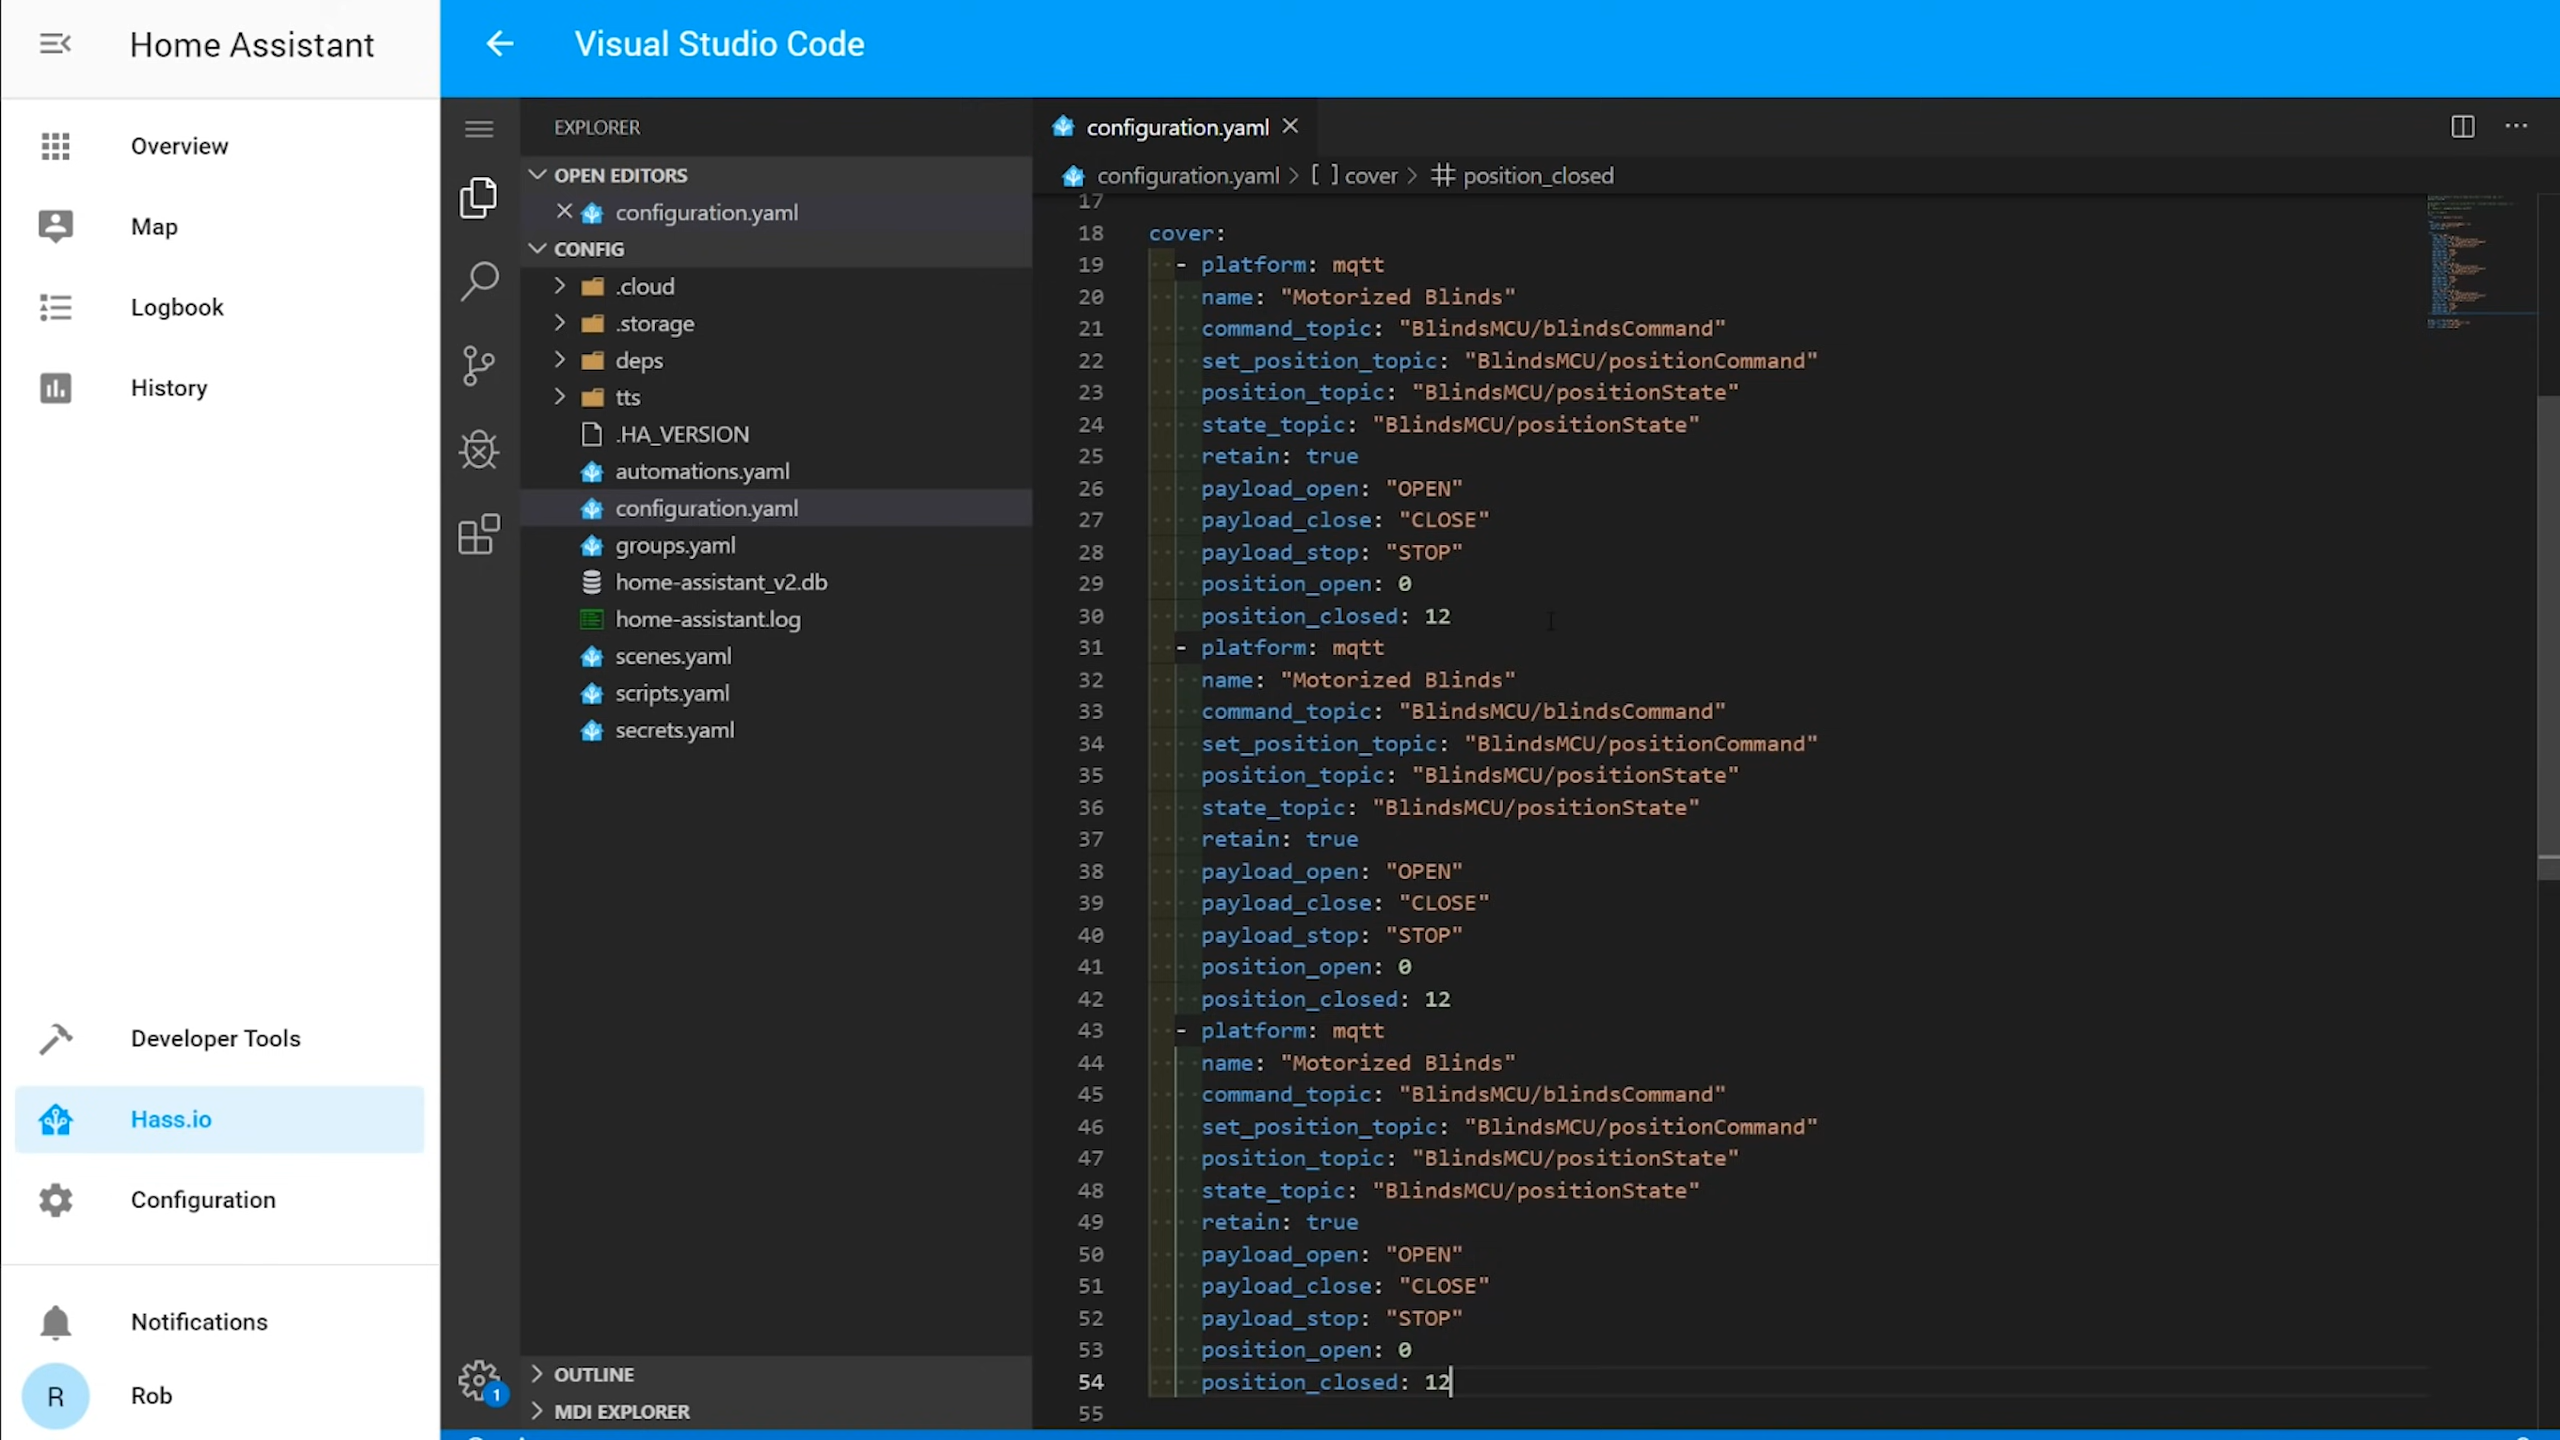 Home Assistant
Visual Studio Code
Overview
Map
Logbook
History
Developer Tools
Hass.io
Configuration
Notifications
R
Rob
EXPLORER
OPEN EDITORS
configuration.yaml
CONFIG
.cloud
.storage
deps
tts
.HA_VERSION
automations.yaml
configuration.yaml
groups.yaml
home-assistant_v2.db
home-assistant.log
scenes.yaml
scripts.yaml
secrets.yaml
OUTLINE
MDI EXPLORER
1
configuration.yaml
configuration.yaml > [ ] cover > # position_closed
17
18 cover:
19 - platform: mqtt
20 name: "Motorized Blinds"
21 command_topic: "BlindsMCU/blindsCommand"
22 set_position_topic: "BlindsMCU/positionCommand"
23 position_topic: "BlindsMCU/positionState"
24 state_topic: "BlindsMCU/positionState"
25 retain: true
26 payload_open: "OPEN"
27 payload_close: "CLOSE"
28 payload_stop: "STOP"
29 position_open: 0
30 position_closed: 12
31 - platform: mqtt
32 name: "Motorized Blinds"
33 command_topic: "BlindsMCU/blindsCommand"
34 set_position_topic: "BlindsMCU/positionCommand"
35 position_topic: "BlindsMCU/positionState"
36 state_topic: "BlindsMCU/positionState"
37 retain: true
38 payload_open: "OPEN"
39 payload_close: "CLOSE"
40 payload_stop: "STOP"
41 position_open: 0
42 position_closed: 12
43 - platform: mqtt
44 name: "Motorized Blinds"
45 command_topic: "BlindsMCU/blindsCommand"
46 set_position_topic: "BlindsMCU/positionCommand"
47 position_topic: "BlindsMCU/positionState"
48 state_topic: "BlindsMCU/positionState"
49 retain: true
50 payload_open: "OPEN"
51 payload_close: "CLOSE"
52 payload_stop: "STOP"
53 position_open: 0
54 position_closed: 12
55